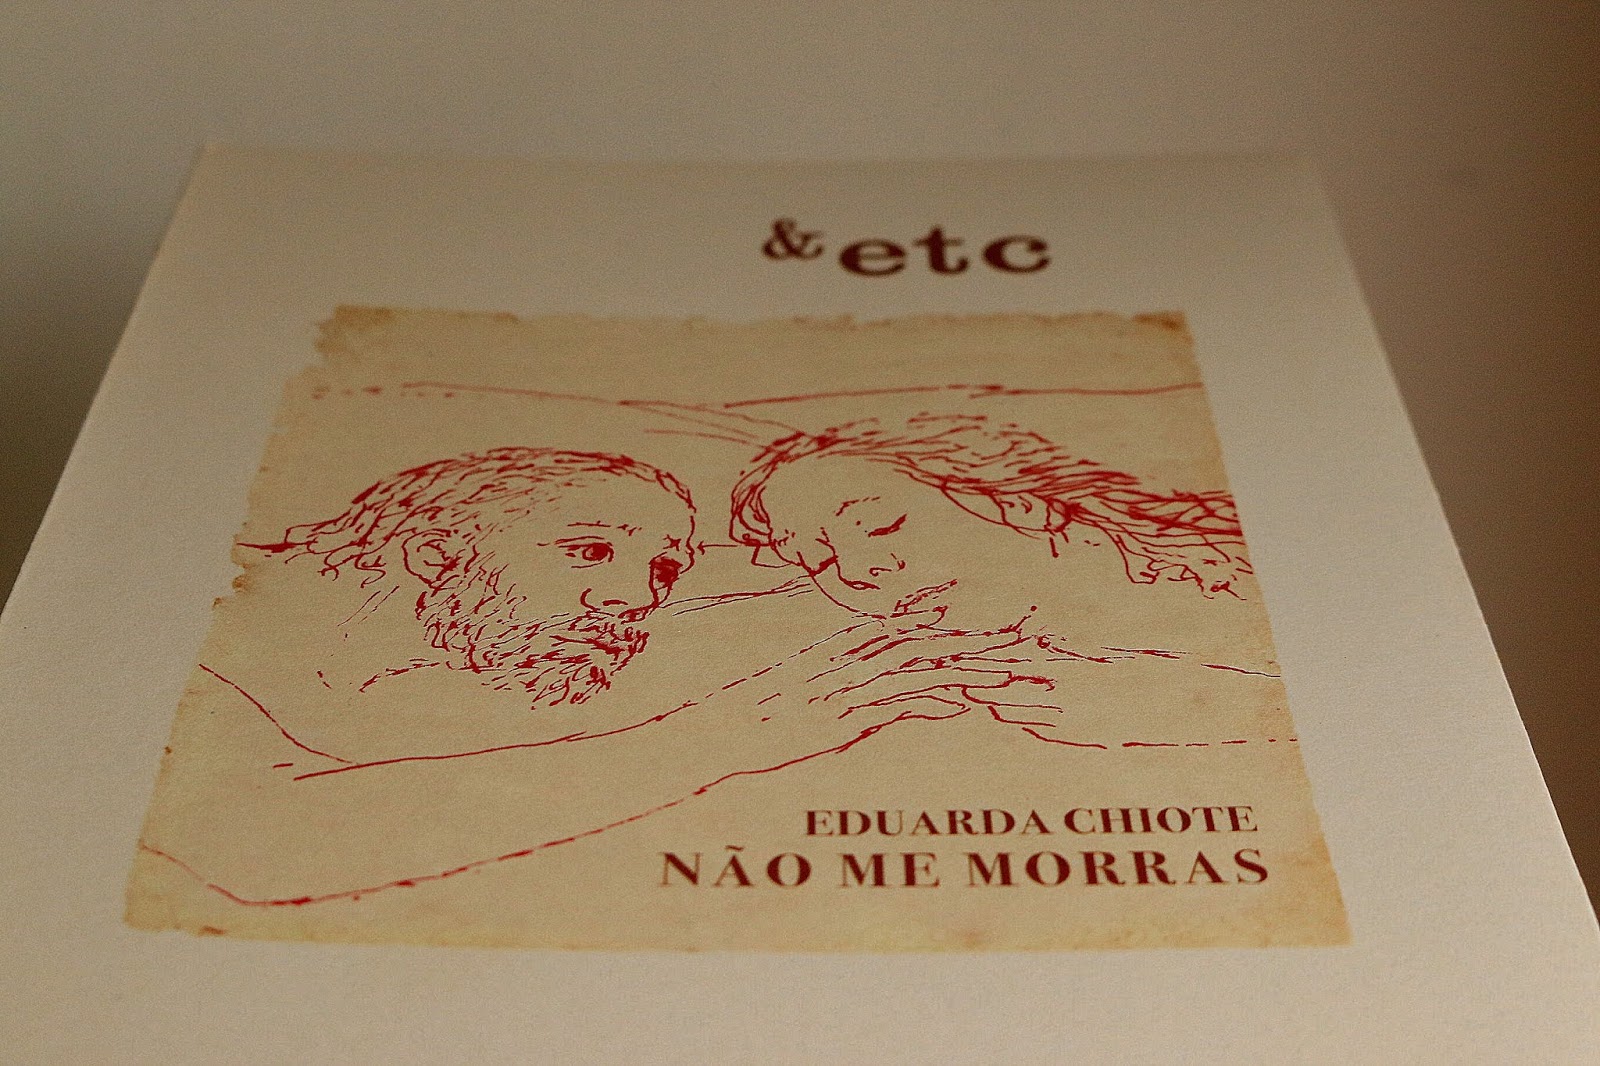 & etc
EDUARDA CHIOTE
NÃO ME MORRAS